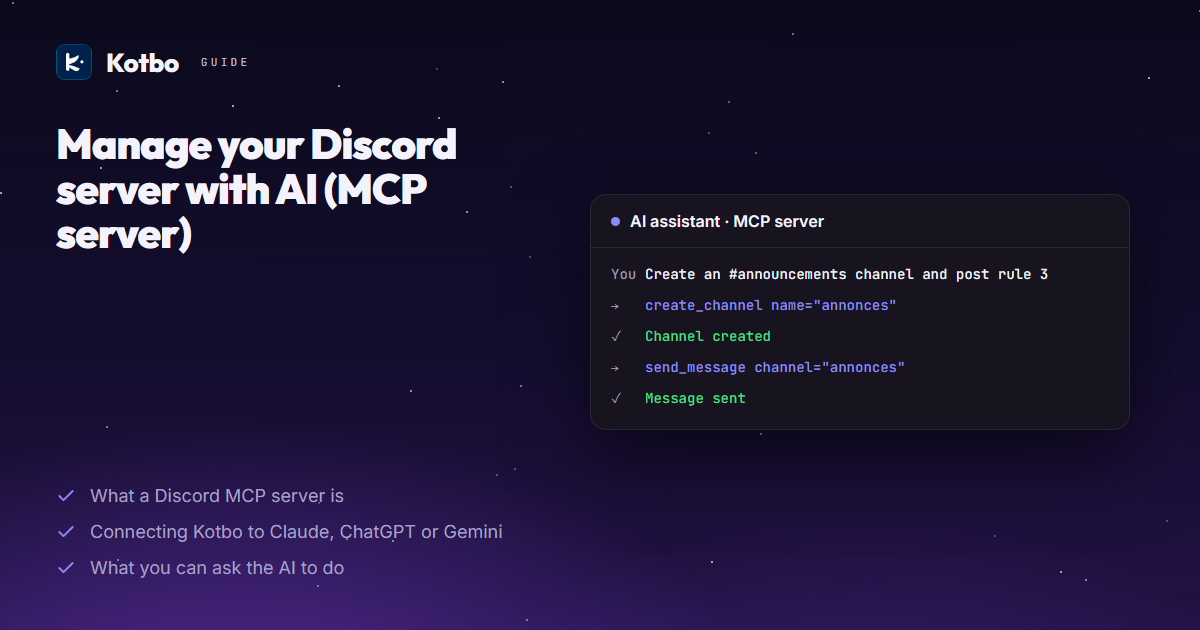 Kotbo GUIDE
Manage your Discord
server with AI (MCP
server)
AI assistant · MCP server
You Create an #announcements channel and post rule 3
→ create_channel name="annonces"
✓ Channel created
→ send_message channel="annonces"
✓ Message sent
✓ What a Discord MCP server is
✓ Connecting Kotbo to Claude, ChatGPT or Gemini
✓ What you can ask the AI to do